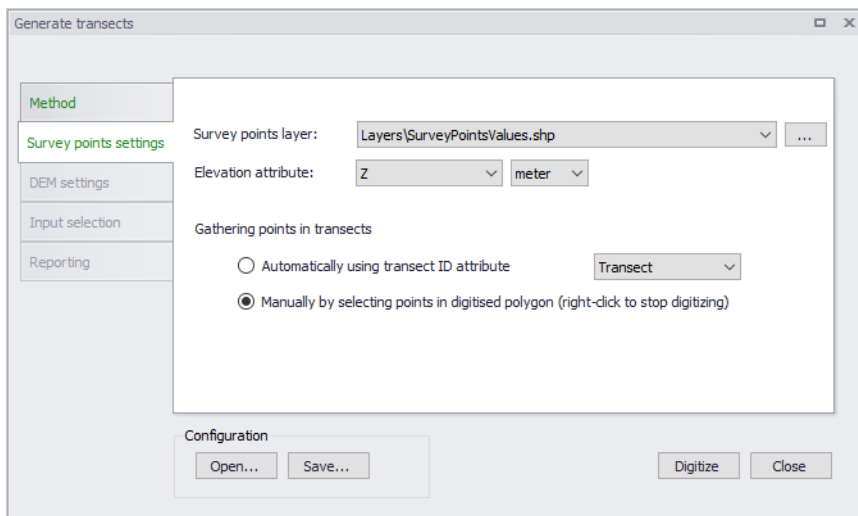 Generate transects
Method
Survey points settings
DEM settings
Input selection
Reporting
Survey points layer: Layers\SurveyPointsValues.shp ...
Elevation attribute: Z meter
Gathering points in transects
Automatically using transect ID attribute Transect
Manually by selecting points in digitised polygon (right-click to stop digitizing)
Configuration
Open... Save... Digitize Close